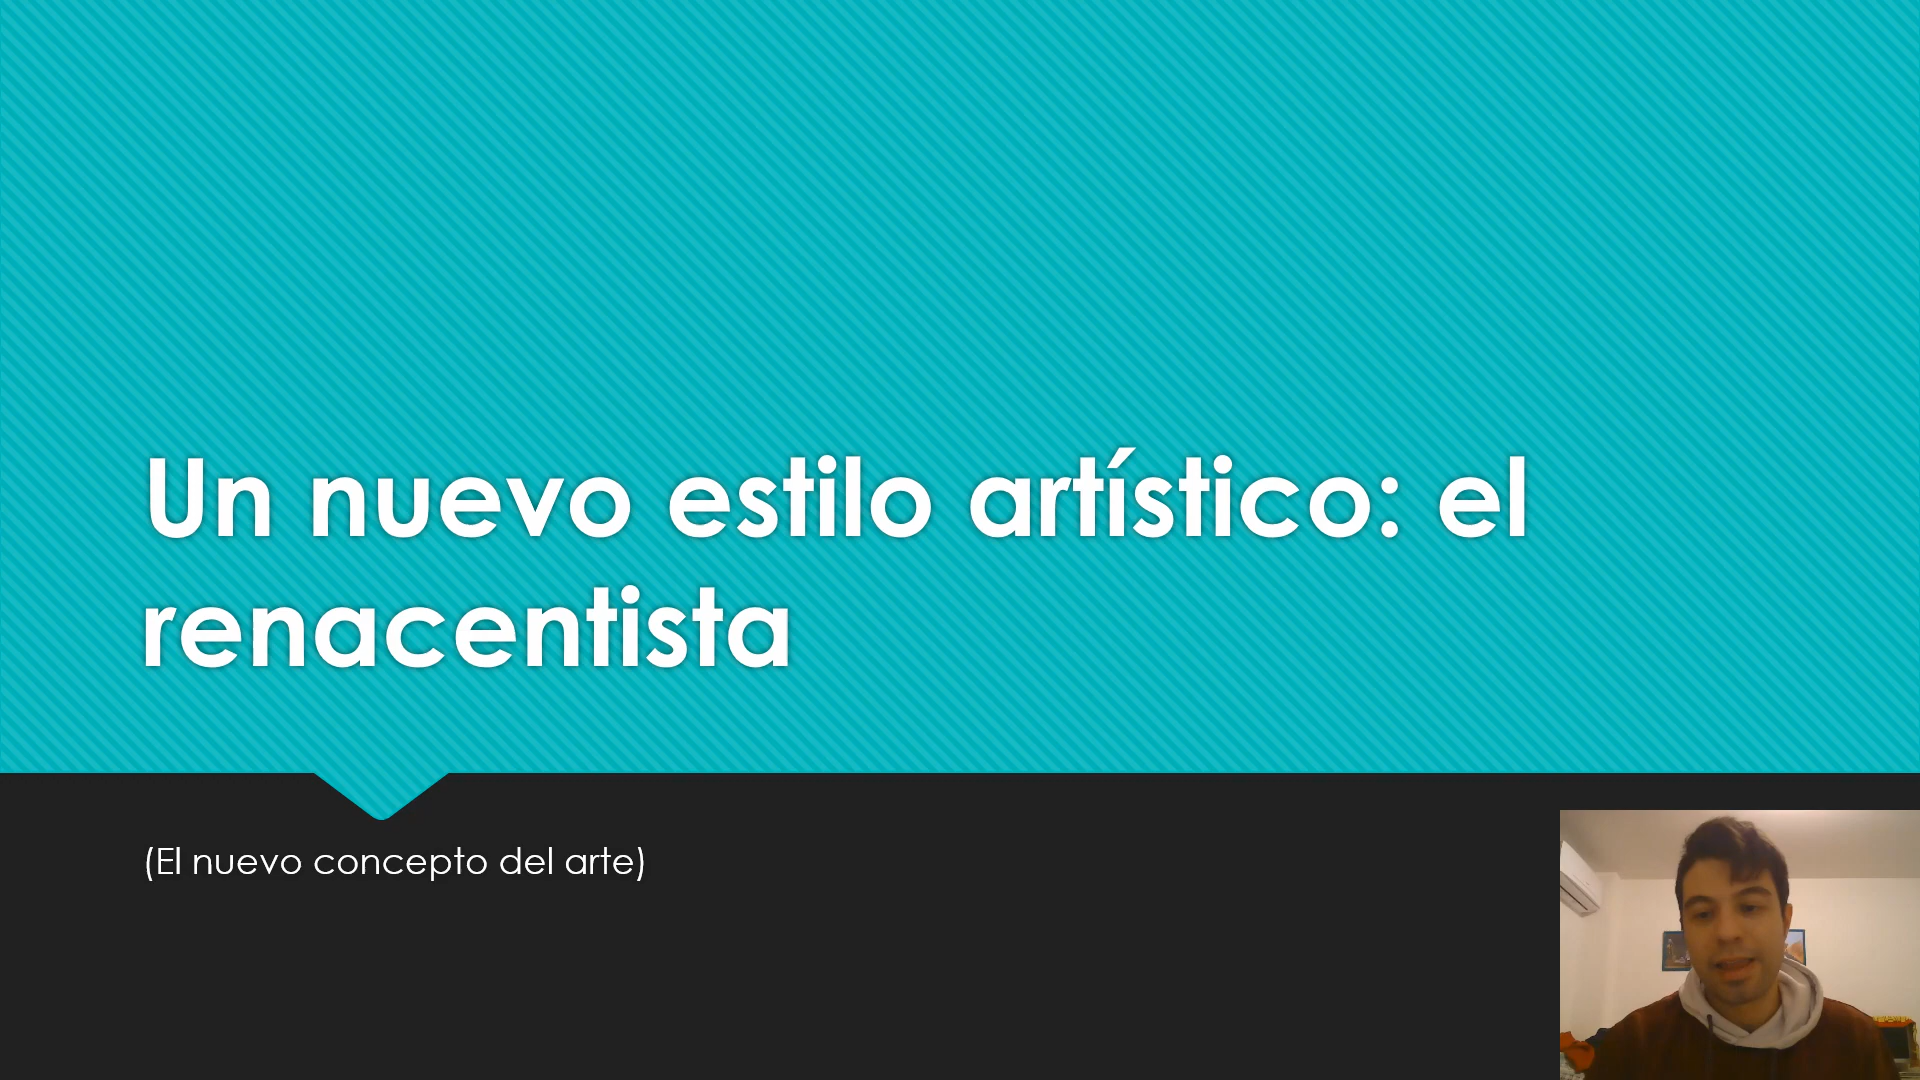 Un nuevo estilo artístico: el
renacentista
(El nuevo concepto del arte)